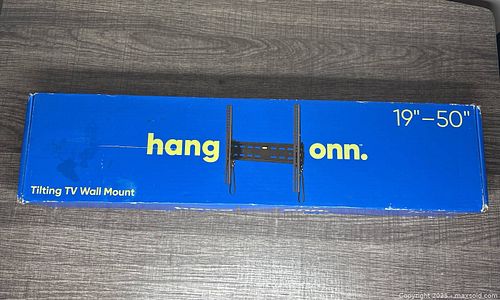 19"–50"
hang onn.
Tilting TV Wall Mount
Copyright 2025 - maxsold.com